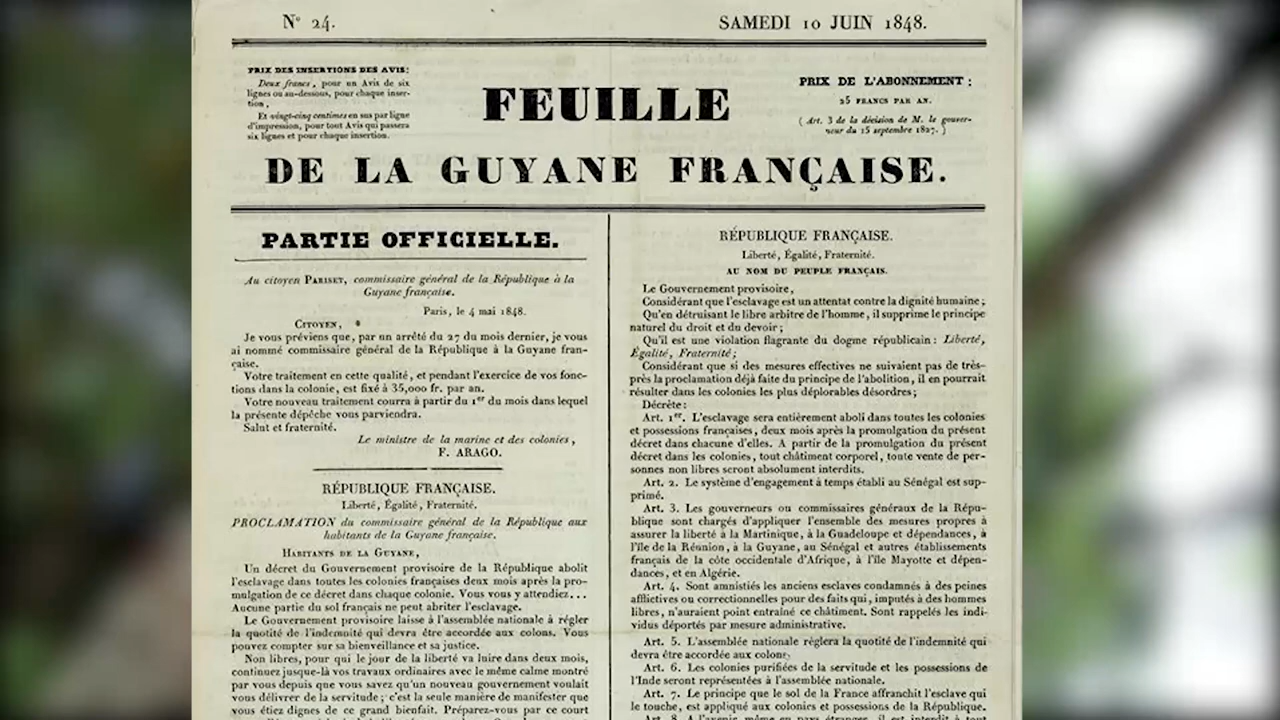 N° 24.
SAMEDI 10 JUIN 1848.
PRIX DES INSERTIONS DES AVIS:
Deux francs, pour un Avis de six
lignes ou au-dessous, pour chaque inser-
tion,
Et vingt-cinq centimes en sus par ligne
d'impression, pour tout Avis qui passera
six lignes et pour chaque insertion.
FEUILLE
DE LA GUYANE FRANÇAISE.
PRIX DE L'ABONNEMENT:
25 FRANCS PAR AN.
(Art. 3 de la décision de M. le gouver-
neur du 15 septembre 1827.)
PARTIE OFFICIELLE.
Au citoyen PARISET, commissaire général de la République à la
Guyane française.
Paris, le 4 mai 1848.
CITOYEN,
Je vous préviens que, par un arrêté du 27 du mois dernier, je vous
ai nommé commissaire général de la République à la Guyane fran-
çaise.
Votre traitement en cette qualité, et pendant l'exercice de vos fonc-
tions dans la colonie, est fixé à 35,000 fr. par an.
Votre nouveau traitement courra à partir du 1er du mois dans lequel
la présente dépêche vous parviendra.
Salut et fraternité.
Le ministre de la marine et des colonies,
F. ARAGO.
RÉPUBLIQUE FRANÇAISE.
Liberté, Égalité, Fraternité.
PROCLAMATION du commissaire général de la République aux
habitants de la Guyane française.
HABITANTS DE LA GUYANE,
Un décret du Gouvernement provisoire de la République abolit
l'esclavage dans toutes les colonies françaises deux mois après la pro-
mulgation de ce décret dans chaque colonie. Vous vous y attendiez...
Aucune partie du sol français ne peut abriter l'esclavage.
Le Gouvernement provisoire laisse à l'assemblée nationale à régler
la quotité de l'indemnité qui devra être accordée aux colons. Vous
pouvez compter sur sa bienveillance et sa justice.
Non libres, pour qui le jour de la liberté va luire dans deux mois,
continuez jusque-là vos travaux ordinaires avec le même calme montré
par vous depuis que vous savez qu'un nouveau gouvernement voulait
vous délivrer de la servitude; c'est la seule manière de manifester que
vous étiez dignes de ce grand bienfait. Préparez-vous par ce court
RÉPUBLIQUE FRANÇAISE.
Liberté, Égalité, Fraternité.
AU NOM DU PEUPLE FRANÇAIS.
Le Gouvernement provisoire,
Considérant que l'esclavage est un attentat contre la dignité humaine;
Qu'en détruisant le libre arbitre de l'homme, il supprime le principe
naturel du droit et du devoir;
Qu'il est une violation flagrante du dogme républicain: Liberté,
Égalité, Fraternité;
Considérant que si des mesures effectives ne suivaient pas de très-
près la proclamation déjà faite du principe de l'abolition, il en pourrait
résulter dans les colonies les plus déplorables désordres;
Décrète:
Art. 1er. L'esclavage sera entièrement aboli dans toutes les colonies
et possessions françaises, deux mois après la promulgation du présent
décret dans chacune d'elles. A partir de la promulgation du présent
décret dans les colonies, tout châtiment corporel, toute vente de per-
sonnes non libres seront absolument interdits.
Art. 2. Le système d'engagement à temps établi au Sénégal est sup-
primé.
Art. 3. Les gouverneurs ou commissaires généraux de la Répu-
blique sont chargés d'appliquer l'ensemble des mesures propres à
assurer la liberté à la Martinique, à la Guadeloupe et dépendances, à
l'île de la Réunion, à la Guyane, au Sénégal et autres établissements
français de la côte occidentale d'Afrique, à l'île Mayotte et dépen-
dances, et en Algérie.
Art. 4. Sont amnistiés les anciens esclaves condamnés à des peines
afflictives ou correctionnelles pour des faits qui, imputés à des hommes
libres, n'auraient point entraîné ce châtiment. Sont rappelés les indi-
vidus déportés par mesure administrative.
Art. 5. L'assemblée nationale règlera la quotité de l'indemnité qui
devra être accordée aux colons.
Art. 6. Les colonies purifiées de la servitude et les possessions de
l'Inde seront représentées à l'assemblée nationale.
Art. 7. Le principe que le sol de la France affranchit l'esclave qui
le touche, est appliqué aux colonies et possessions de la République.
Art. 8. A l'avenir, même en pays étranger, il est interdit à tout